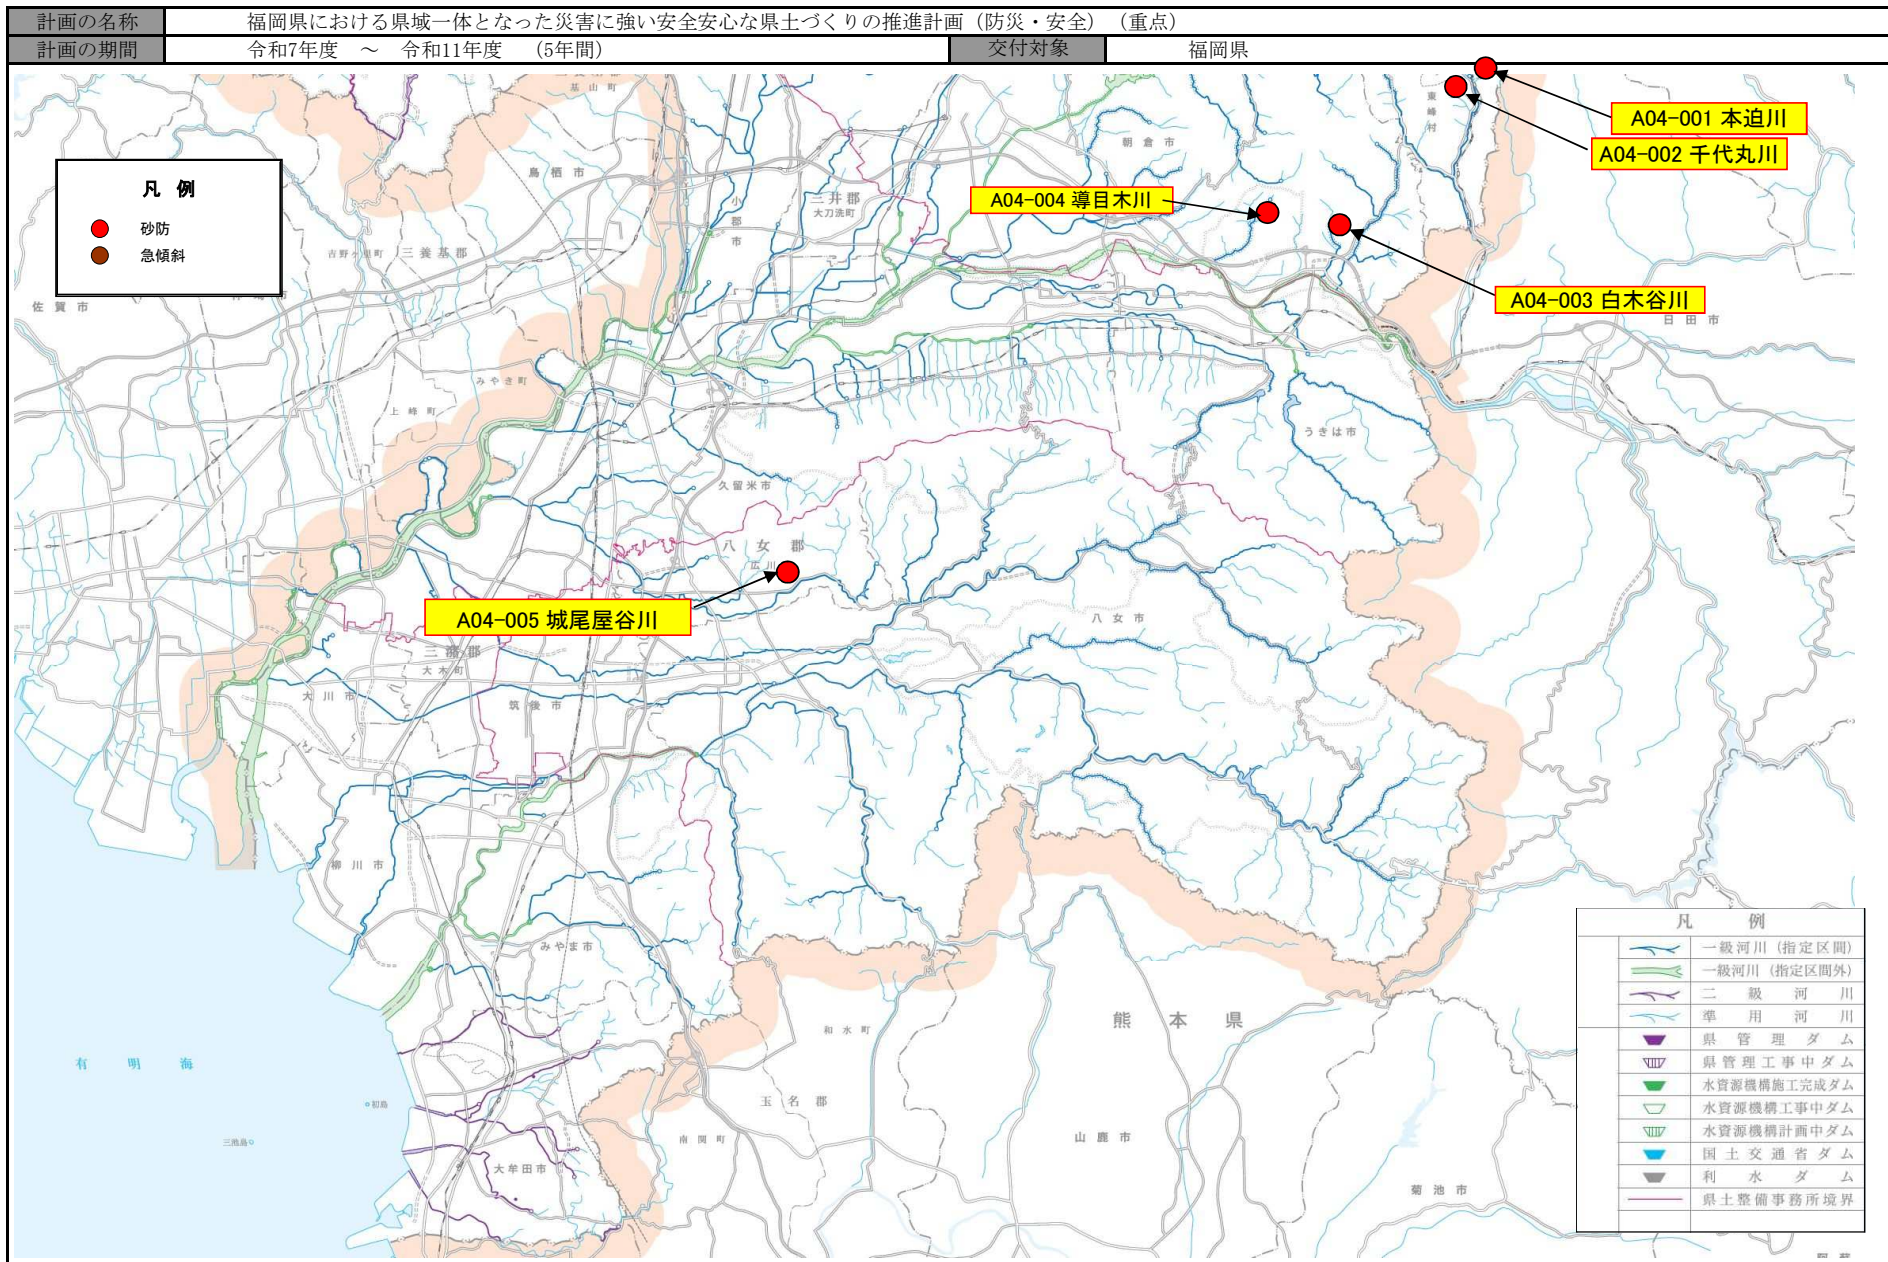 計画の名称 福岡県における県域一体となった災害に強い安全安心な県土づくりの推進計画（防災・安全）（重点）
計画の期間 令和7年度 ～ 令和11年度 （5年間） 交付対象 福岡県
基山町
東峰村
A04-001 本迫川
A04-002 千代丸川
朝倉市
鳥栖市
凡 例
砂防
急傾斜
三井郡
大刀洗町
小郡市
A04-004 導目木川
吉野ヶ里町
三養基郡
佐賀市
A04-003 白木谷川
日田市
みやき町
上峰町
うきは市
久留米市
八女郡
広川
A04-005 城尾屋谷川
八女市
三潴郡
大木町
大川市
筑後市
柳川市
みやま市
凡 例
一級河川（指定区間）
一級河川（指定区間外）
二級河川
準用河川
県管理ダム
県管理工事中ダム
水資源機構施工完成ダム
水資源機構工事中ダム
水資源機構計画中ダム
国土交通省ダム
利水ダム
県土整備事務所境界
熊本県
和水町
有明海
初島
玉名郡
三池島
南関町
山鹿市
大牟田市
菊池市